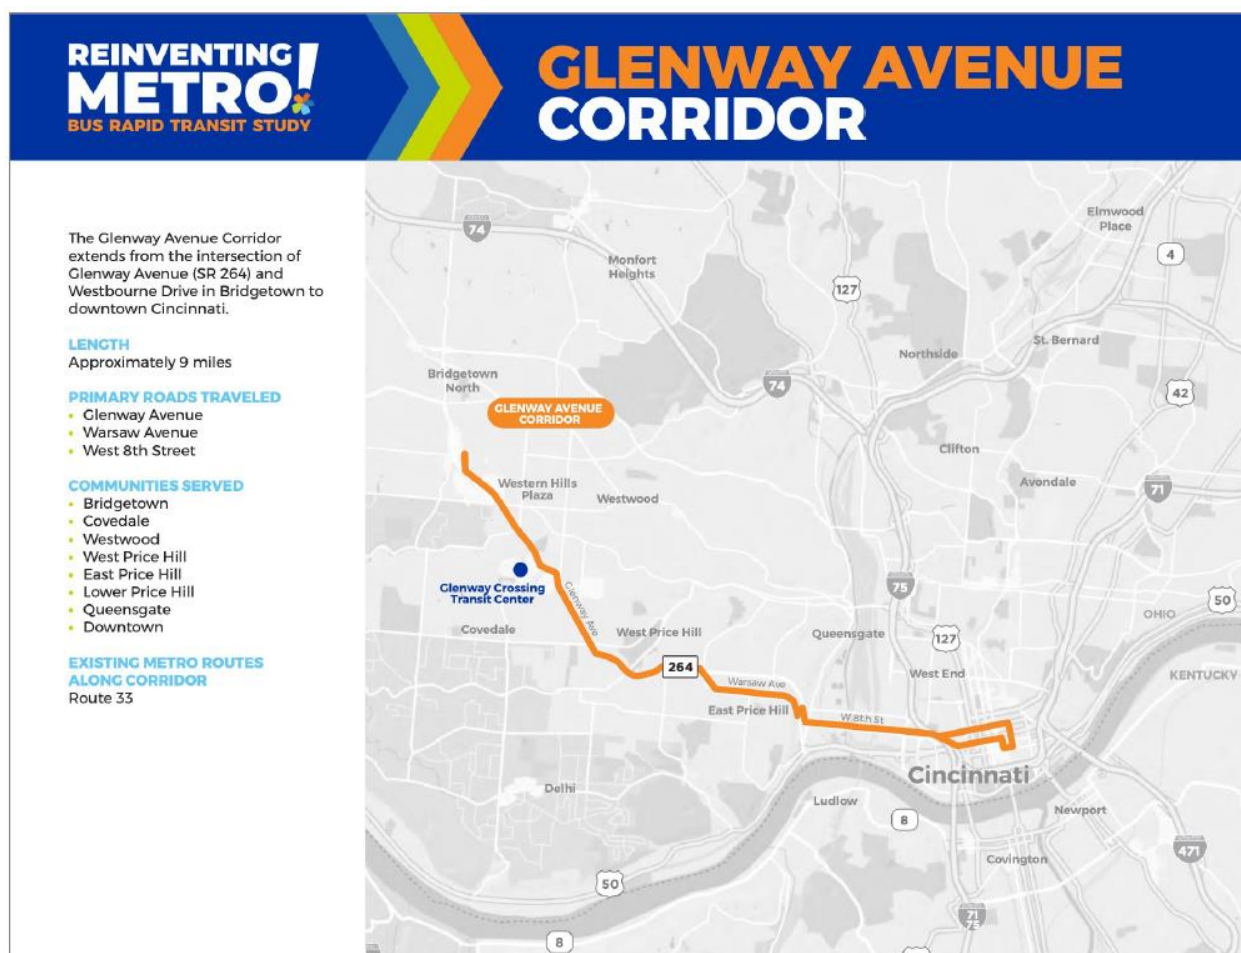 REINVENTING
METRO!
BUS RAPID TRANSIT STUDY
GLENWAY AVENUE
CORRIDOR
The Glenway Avenue Corridor
extends from the intersection of
Glenway Avenue (SR 264) and
Westbourne Drive in Bridgetown to
downtown Cincinnati.
LENGTH
Approximately 9 miles
PRIMARY ROADS TRAVELED
• Glenway Avenue
• Warsaw Avenue
• West 8th Street
COMMUNITIES SERVED
• Bridgetown
• Covedale
• Westwood
• West Price Hill
• East Price Hill
• Lower Price Hill
• Queensgate
• Downtown
EXISTING METRO ROUTES
ALONG CORRIDOR
Route 33
Elmwood
Place
74
4
Monfort
Heights
127
St. Bernard
Northside
Bridgetown
North
74
42
GLENWAY AVENUE
CORRIDOR
Clifton
Western Hills
Plaza
Avondale
71
Westwood
Glenway Crossing
Transit Center
75
50
Glenway Ave
OHIO
Covedale
West Price Hill
Queensgate
127
264
West End
KENTUCKY
Warsaw Ave
East Price Hill
W 8th St
Cincinnati
Delhi
Ludlow
8
Newport
471
Covington
50
71
75
8